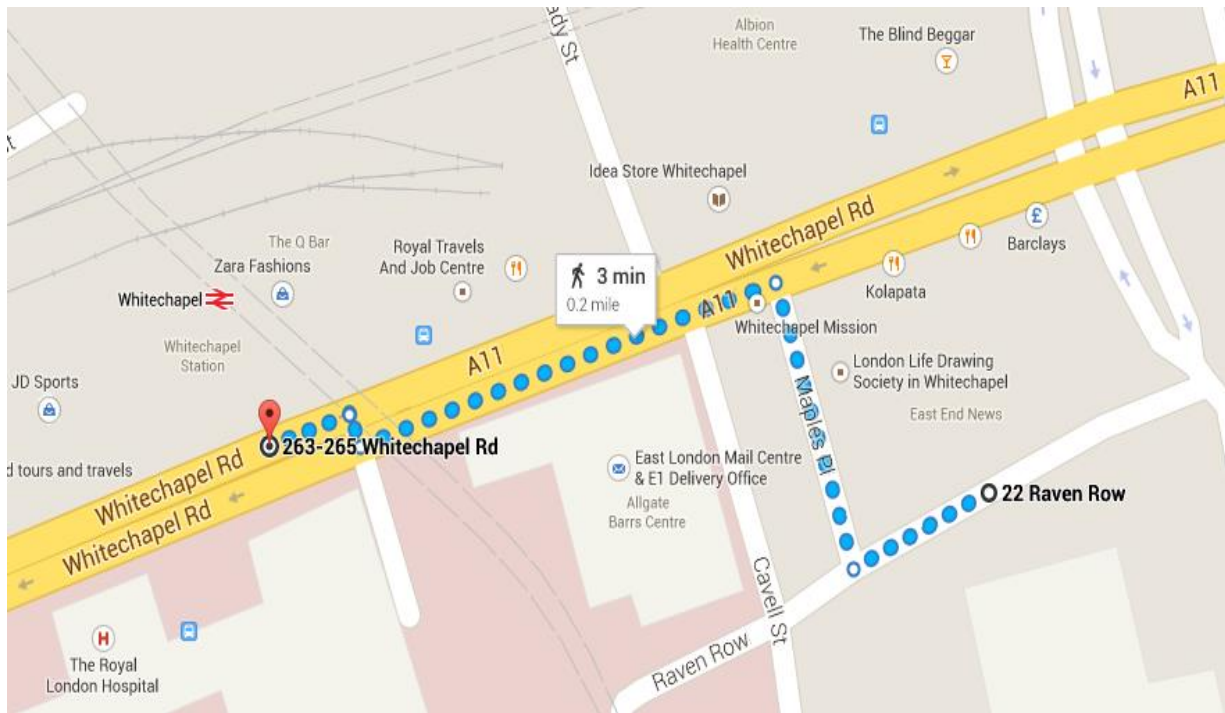 ady St
Albion
Health Centre
The Blind Beggar
A11
Idea Store Whitechapel
Whitechapel Rd
Barclays
The Q Bar
Zara Fashions
Royal Travels
And Job Centre
3 min
0.2 mile
Kolapata
Whitechapel
A11
Whitechapel Mission
Whitechapel
Station
A11
London Life Drawing
Society in Whitechapel
JD Sports
Maples Pl
East End News
263-265 Whitechapel Rd
d tours and travels
Whitechapel Rd
East London Mail Centre
& E1 Delivery Office
22 Raven Row
Whitechapel Rd
Allgate
Barrs Centre
Cavell St
H
The Royal
London Hospital
Raven Row